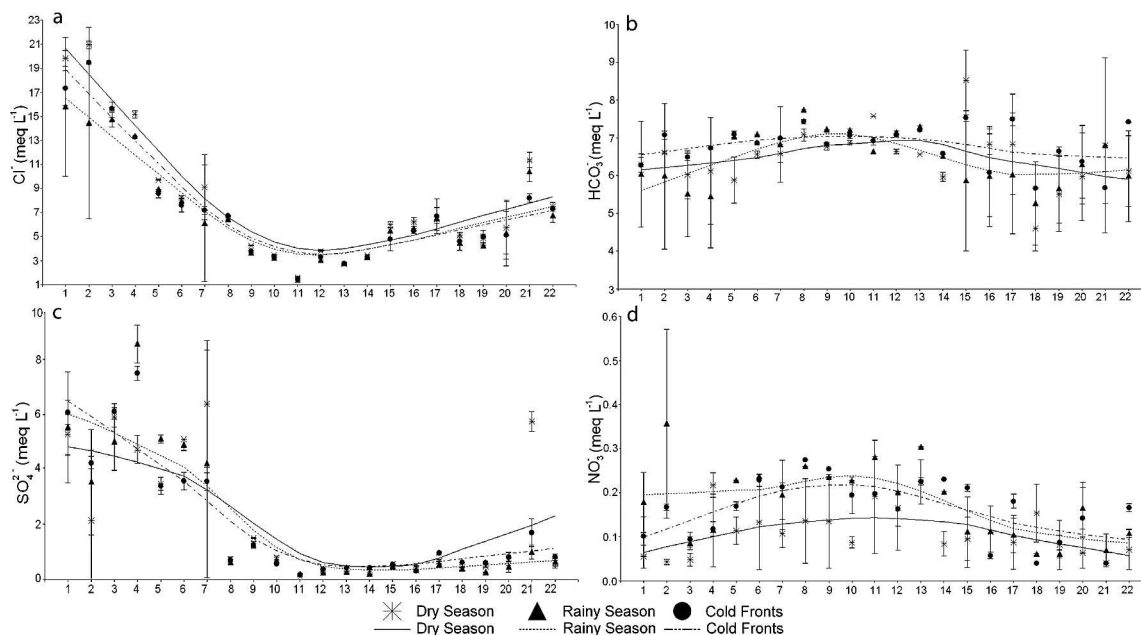 a
Cl⁻ (meq L⁻¹)
23
21
19
17
15
13
11
9
7
5
3
1
1 2 3 4 5 6 7 8 9 10 11 12 13 14 15 16 17 18 19 20 21 22
b
HCO₃⁻ (meq L⁻¹)
10
9
8
7
6
5
4
3
1 2 3 4 5 6 7 8 9 10 11 12 13 14 15 16 17 18 19 20 21 22
c
SO₄²⁻ (meq L⁻¹)
10
8
6
4
2
0
1 2 3 4 5 6 7 8 9 10 11 12 13 14 15 16 17 18 19 20 21 22
d
NO₃⁻ (meq L⁻¹)
0.6
0.5
0.4
0.3
0.2
0.1
0.0
1 2 3 4 5 6 7 8 9 10 11 12 13 14 15 16 17 18 19 20 21 22
Dry Season Rainy Season Cold Fronts
Dry Season Rainy Season Cold Fronts